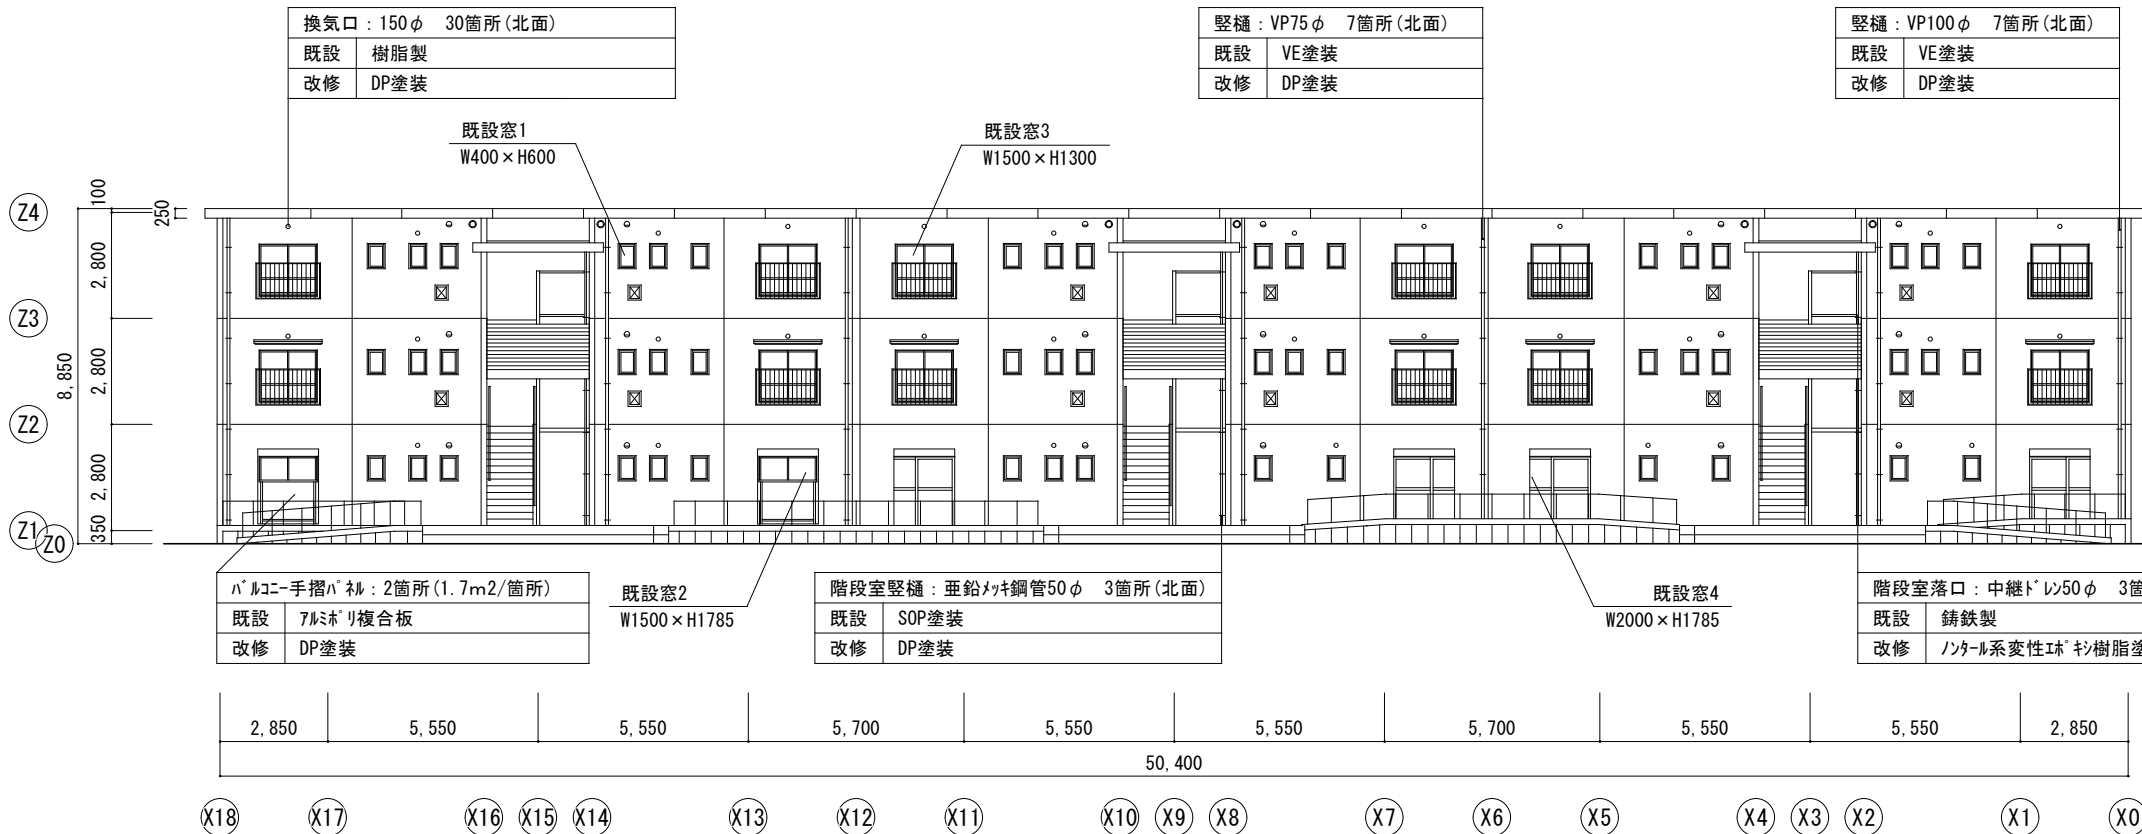 換気口：150φ　30箇所(北面)
既設　樹脂製
改修　DP塗装
竪樋：VP75φ　7箇所(北面)
既設　VE塗装
改修　DP塗装
竪樋：VP100φ　7箇所(北面)
既設　VE塗装
改修　DP塗装
既設窓1
W400×H600
既設窓3
W1500×H1300
Z4
Z3
Z2
Z1
Z0
100
250
2,800
2,800
2,800
350
8,850
ﾊﾞﾙｺﾆｰ手摺ﾊﾟﾈﾙ：2箇所(1.7m2/箇所)
既設　ｱﾙﾐﾎﾟﾘ複合板
改修　DP塗装
既設窓2
W1500×H1785
階段室竪樋：亜鉛ﾒｯｷ鋼管50φ　3箇所(北面)
既設　SOP塗装
改修　DP塗装
既設窓4
W2000×H1785
階段室落口：中継ﾄﾞﾚﾝ50φ　3箇
既設　鋳鉄製
改修　ﾉﾝﾀｰﾙ系変性ｴﾎﾟｷｼ樹脂塗
2,850　5,550　5,550　5,700　5,550　5,550　5,700　5,550　5,550　2,850
50,400
X18　X17　X16　X15　X14　X13　X12　X11　X10　X9　X8　X7　X6　X5　X4　X3　X2　X1　X0